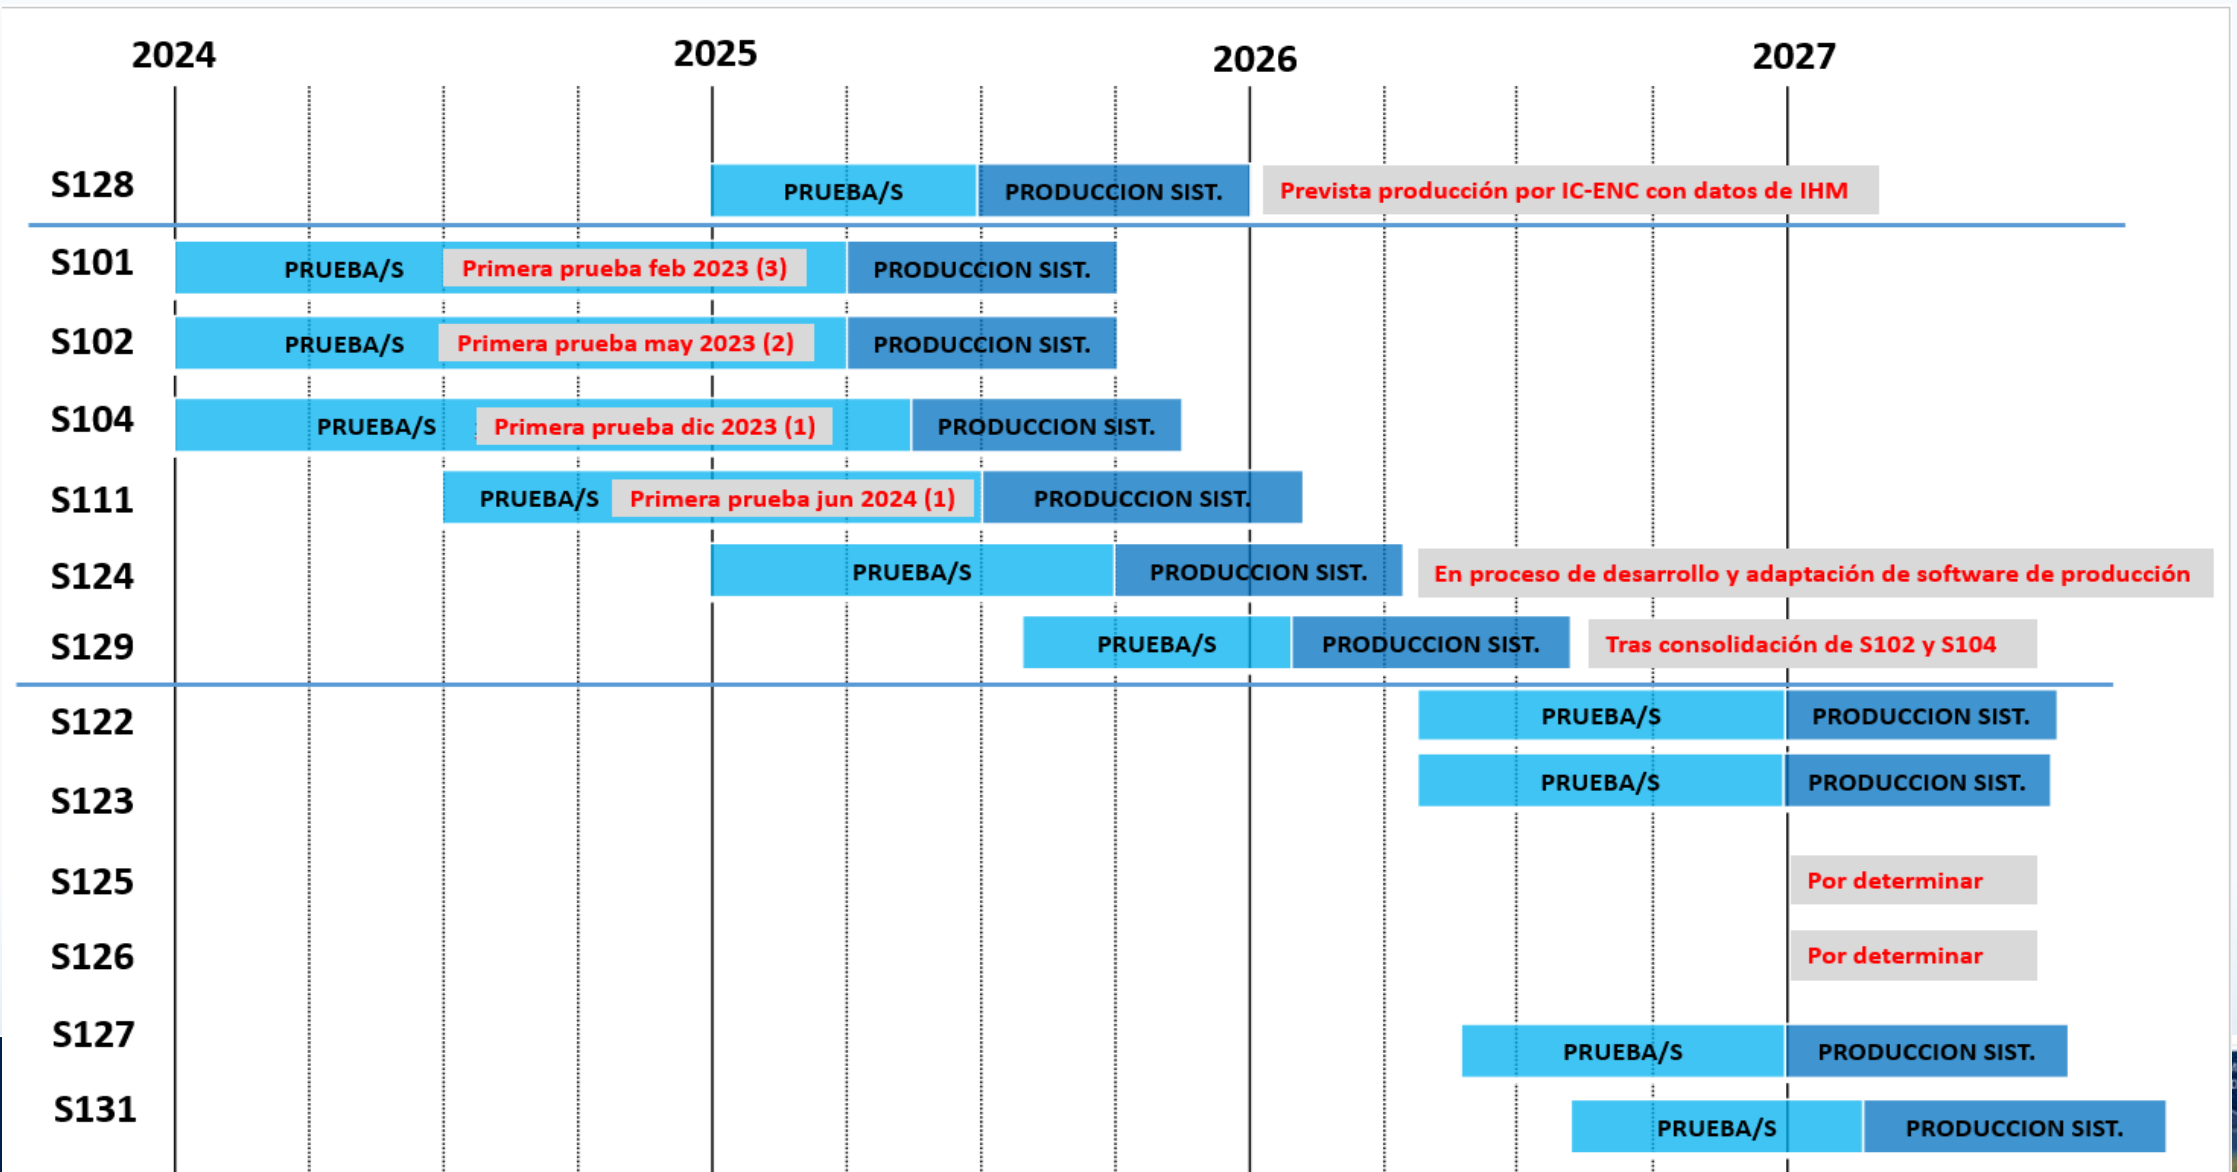 2024 2025 2026 2027
S128 PRUEBA/S PRODUCCION SIST. Prevista producción por IC-ENC con datos de IHM
S101 PRUEBA/S Primera prueba feb 2023 (3) PRODUCCION SIST.
S102 PRUEBA/S Primera prueba may 2023 (2) PRODUCCION SIST.
S104 PRUEBA/S Primera prueba dic 2023 (1) PRODUCCION SIST.
S111 PRUEBA/S Primera prueba jun 2024 (1) PRODUCCION SIST.
S124 PRUEBA/S PRODUCCION SIST. En proceso de desarrollo y adaptación de software de producción
S129 PRUEBA/S PRODUCCION SIST. Tras consolidación de S102 y S104
S122 PRUEBA/S PRODUCCION SIST.
S123 PRUEBA/S PRODUCCION SIST.
S125 Por determinar
S126 Por determinar
S127 PRUEBA/S PRODUCCION SIST.
S131 PRUEBA/S PRODUCCION SIST.